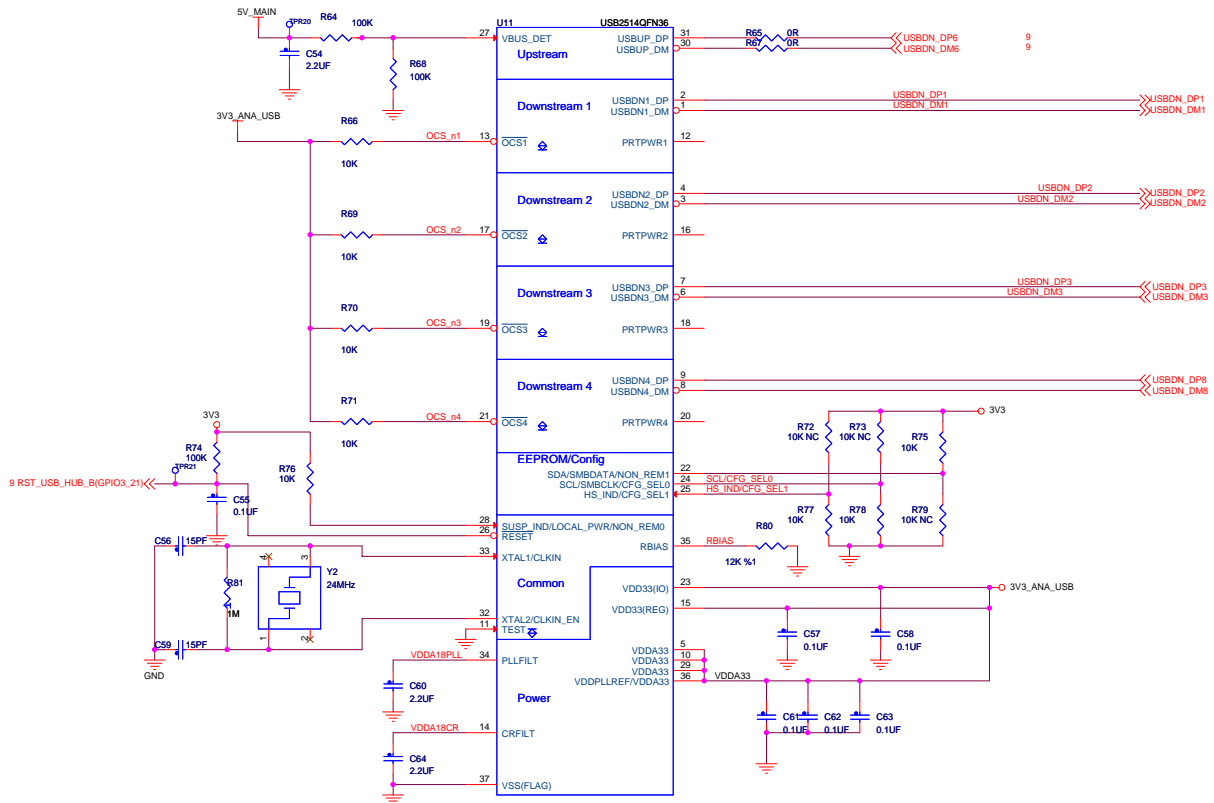 5V_MAIN
TPR20
R64
100K
C54
2.2UF
R68
100K
U11
USB2514QFN36
27
VBUS_DET
Upstream
USBUP_DP
31
USBUP_DM
30
R65
0R
R67
0R
USBDN_DP6
9
USBDN_DM6
9
Downstream 1
USBDN1_DP
2
USBDN_DP1
USBDN_DP1
USBDN1_DM
1
USBDN_DM1
USBDN_DM1
3V3_ANA_USB
R66
10K
OCS_n1
13
OCS1
PRTPWR1
12
Downstream 2
USBDN2_DP
4
USBDN_DP2
USBDN_DP2
USBDN2_DM
3
USBDN_DM2
USBDN_DM2
R69
10K
OCS_n2
17
OCS2
PRTPWR2
16
Downstream 3
USBDN3_DP
7
USBDN_DP3
USBDN_DP3
USBDN3_DM
6
USBDN_DM3
USBDN_DM3
R70
10K
OCS_n3
19
OCS3
PRTPWR3
18
Downstream 4
USBDN4_DP
9
USBDN_DP8
USBDN4_DM
8
USBDN_DM8
R71
10K
OCS_n4
21
OCS4
PRTPWR4
20
3V3
R74
100K
TPR21
9 RST_USB_HUB_B(GPIO3_21)
C55
0.1UF
R76
10K
EEPROM/Config
SDA/SMBDATA/NON_REM1
22
SCL/SMBCLK/CFG_SEL0
24
SCL/CFG_SEL0
HS_IND/CFG_SEL1
25
HS_IND/CFG_SEL1
3V3
R72
10K NC
R73
10K NC
R75
10K
R77
10K
R78
10K
R79
10K NC
28
SUSP_IND/LOCAL_PWR/NON_REM0
26
RESET
RBIAS
35
RBIAS
R80
12K %1
C56
15PF
33
XTAL1/CLKIN
R81
1M
4
3
Y2
24MHz
1
2
C59
15PF
GND
Common
32
XTAL2/CLKIN_EN
11
TEST
VDD33(IO)
23
3V3_ANA_USB
VDD33(REG)
15
C57
0.1UF
C58
0.1UF
VDDA18PLL
34
PLLFILT
C60
2.2UF
VDDA33
5
VDDA33
10
VDDA33
29
VDDPLLREF/VDDA33
36
VDDA33
Power
C61
0.1UF
C62
0.1UF
C63
0.1UF
VDDA18CR
14
CRFILT
C64
2.2UF
37
VSS(FLAG)